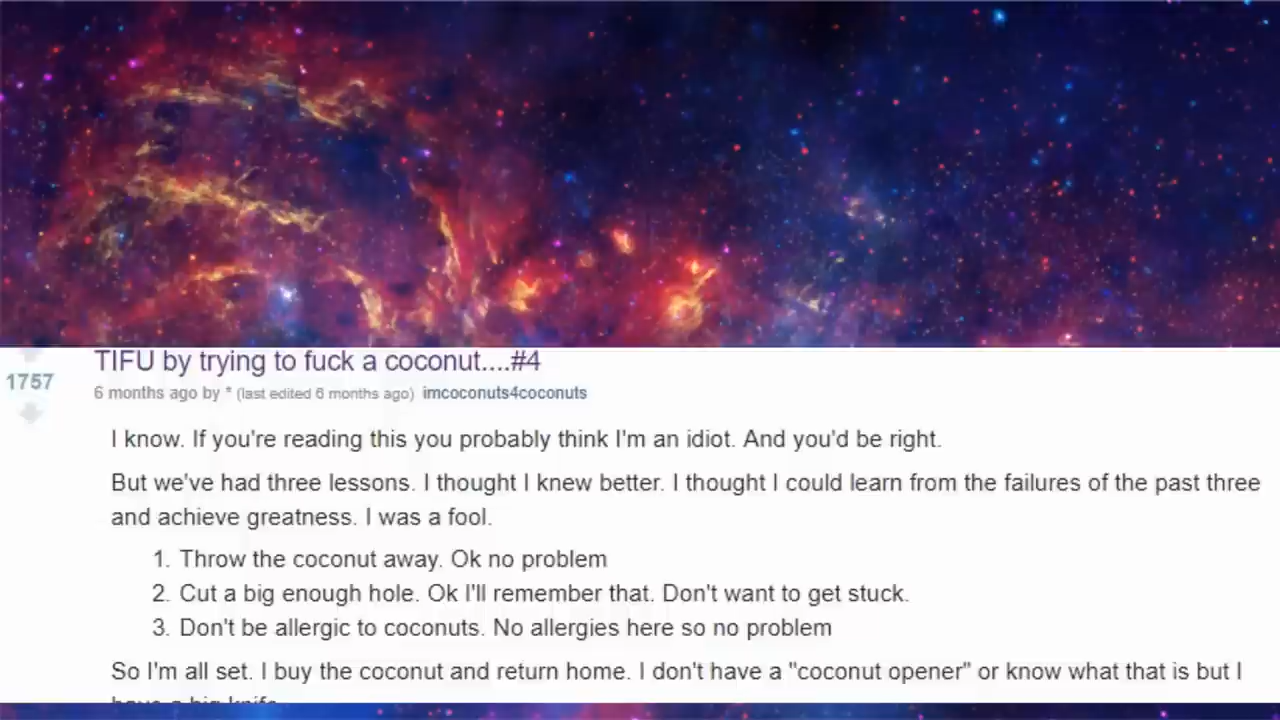 TIFU by trying to fuck a coconut....#4
1757
6 months ago by * (last edited 6 months ago) imcoconuts4coconuts
I know. If you're reading this you probably think I'm an idiot. And you'd be right.
But we've had three lessons. I thought I knew better. I thought I could learn from the failures of the past three
and achieve greatness. I was a fool.
1. Throw the coconut away. Ok no problem
2. Cut a big enough hole. Ok I'll remember that. Don't want to get stuck.
3. Don't be allergic to coconuts. No allergies here so no problem
So I'm all set. I buy the coconut and return home. I don't have a "coconut opener" or know what that is but I
have a big knife